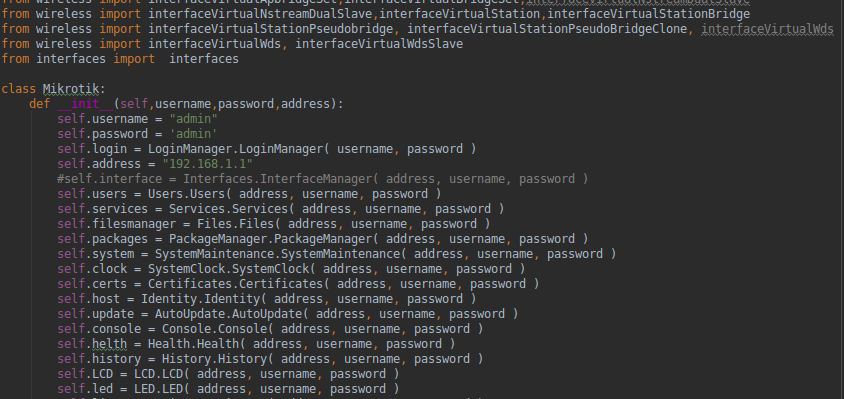 from wireless import interfaceVirtualApBridgeSel,interfaceVirtualBridgeSel,interfaceVirtualNstreamDualSlave
from wireless import interfaceVirtualNstreamDualSlave,interfaceVirtualStation,interfaceVirtualStationBridge
from wireless import interfaceVirtualStationPseudobridge, interfaceVirtualStationPseudoBridgeClone, interfaceVirtualWds
from wireless import interfaceVirtualWds, interfaceVirtualWdsSlave
from interfaces import  interfaces
class Mikrotik:
def __init__(self,username,password,address):
self.username = "admin"
self.password = 'admin'
self.login = LoginManager.LoginManager( username, password )
self.address = "192.168.1.1"
#self.interface = Interfaces.InterfaceManager( address, username, password )
self.users = Users.Users( address, username, password )
self.services = Services.Services( address, username, password )
self.filesmanager = Files.Files( address, username, password )
self.packages = PackageManager.PackageManager( address, username, password )
self.system = SystemMaintenance.SystemMaintenance( address, username, password )
self.clock = SystemClock.SystemClock( address, username, password )
self.certs = Certificates.Certificates( address, username, password )
self.host = Identity.Identity( address, username, password )
self.update = AutoUpdate.AutoUpdate( address, username, password )
self.console = Console.Console( address, username, password )
self.helth = Health.Health( address, username, password )
self.history = History.History( address, username, password )
self.LCD = LCD.LCD( address, username, password )
self.led = LED.LED( address, username, password )